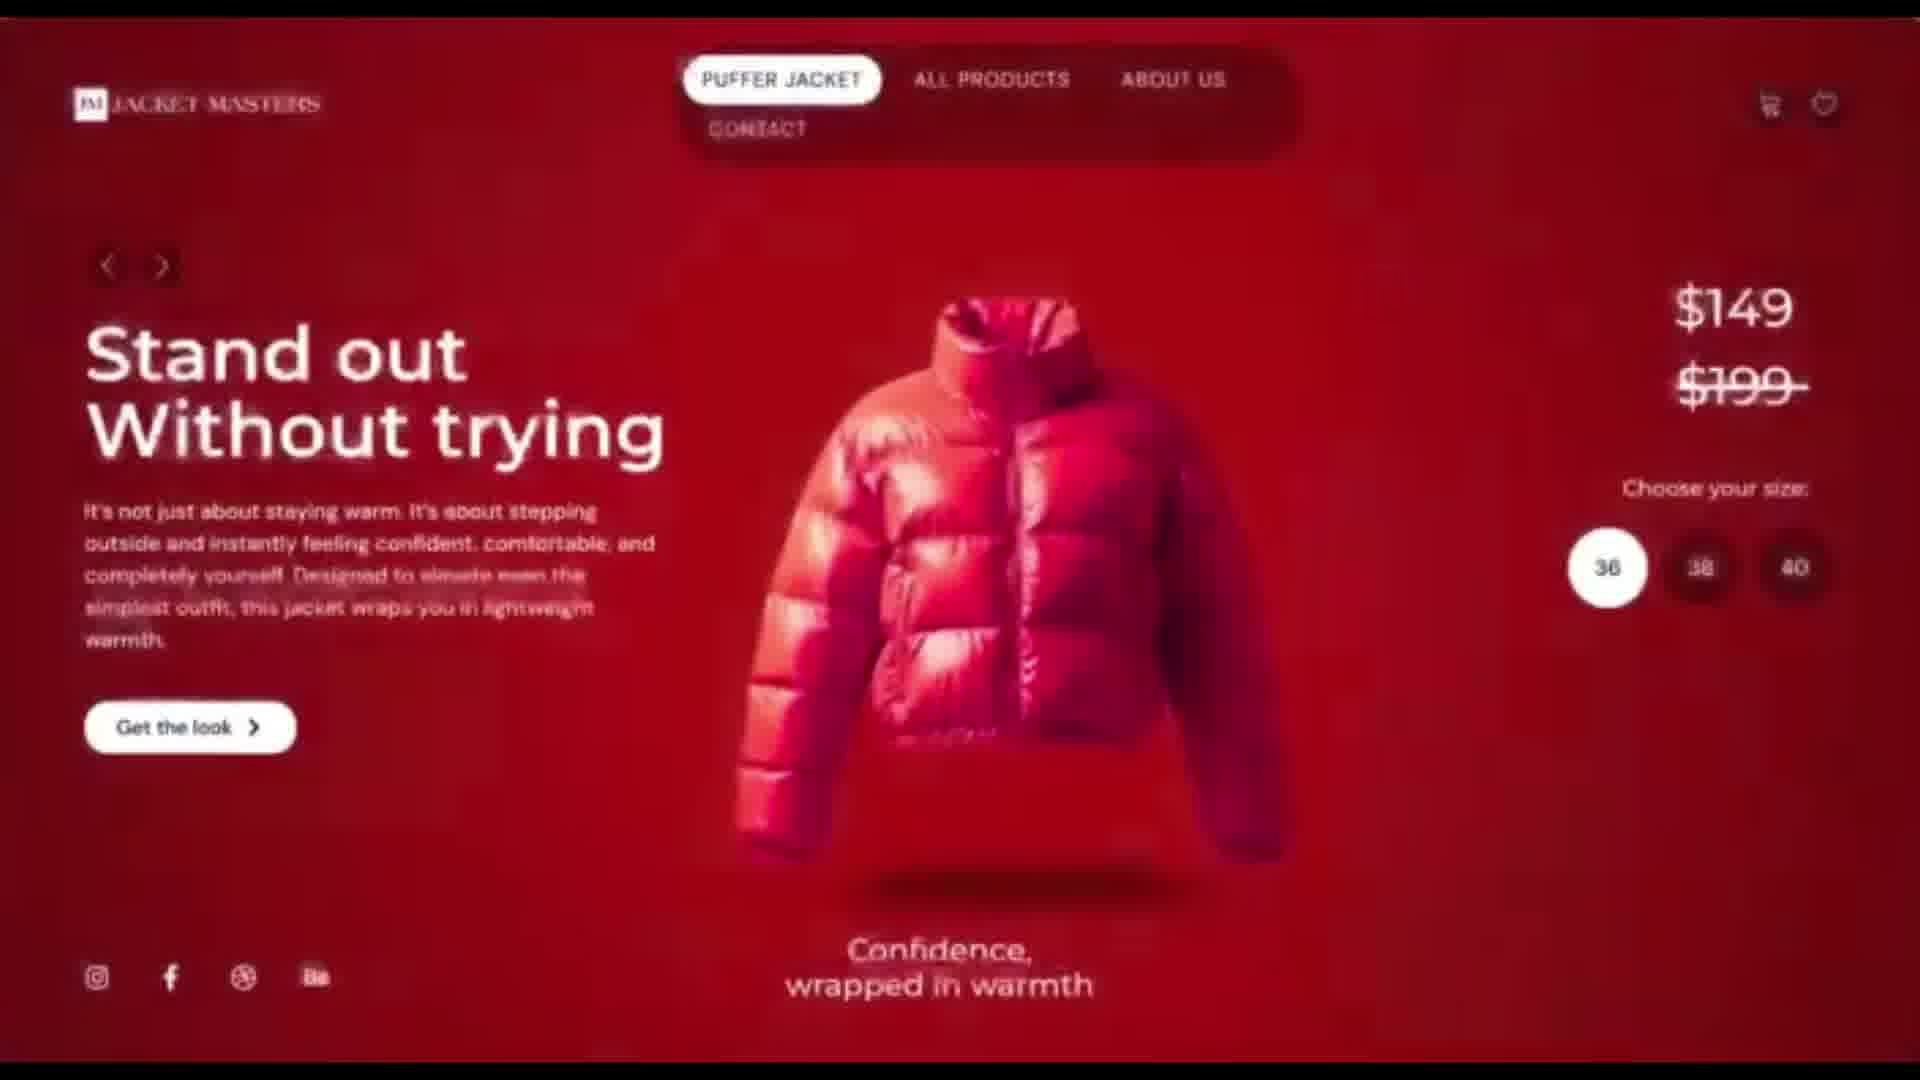 JM JACKET MASTERS
PUFFER JACKET
ALL PRODUCTS
ABOUT US
CONTACT
Stand out
Without trying
It's not just about staying warm. It's about stepping
outside and instantly feeling confident, comfortable, and
completely yourself. Designed to elevate even the
simplest outfit, this jacket wraps you in lightweight
warmth.
Get the look
$149
$199
Choose your size:
36
38
40
Confidence,
wrapped in warmth
Be